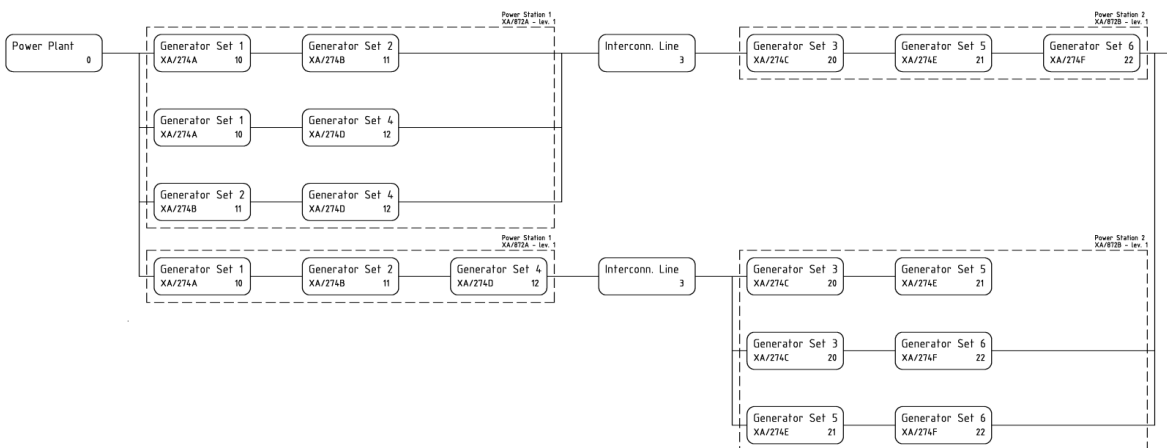 Power Station 1
XA/872A - lev. 1
Power Station 2
XA/872B - lev. 1
Power Plant
0
Generator Set 1
XA/274A 10
Generator Set 2
XA/274B 11
Interconn. Line
3
Generator Set 3
XA/274C 20
Generator Set 5
XA/274E 21
Generator Set 6
XA/274F 22
Generator Set 1
XA/274A 10
Generator Set 4
XA/274D 12
Generator Set 2
XA/274B 11
Generator Set 4
XA/274D 12
Power Station 1
XA/872A - lev. 1
Power Station 2
XA/872B - lev. 1
Generator Set 1
XA/274A 10
Generator Set 2
XA/274B 11
Generator Set 4
XA/274D 12
Interconn. Line
3
Generator Set 3
XA/274C 20
Generator Set 5
XA/274E 21
Generator Set 3
XA/274C 20
Generator Set 6
XA/274F 22
Generator Set 5
XA/274E 21
Generator Set 6
XA/274F 22